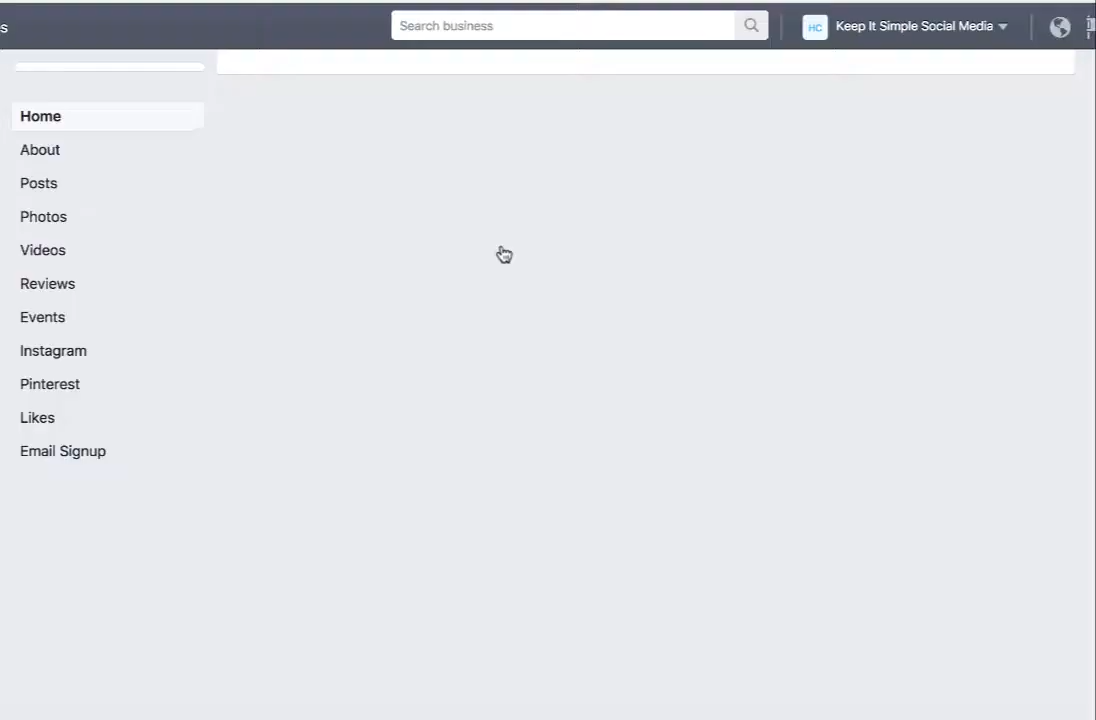 s
Search business
HC
Keep It Simple Social Media
Home
About
Posts
Photos
Videos
Reviews
Events
Instagram
Pinterest
Likes
Email Signup